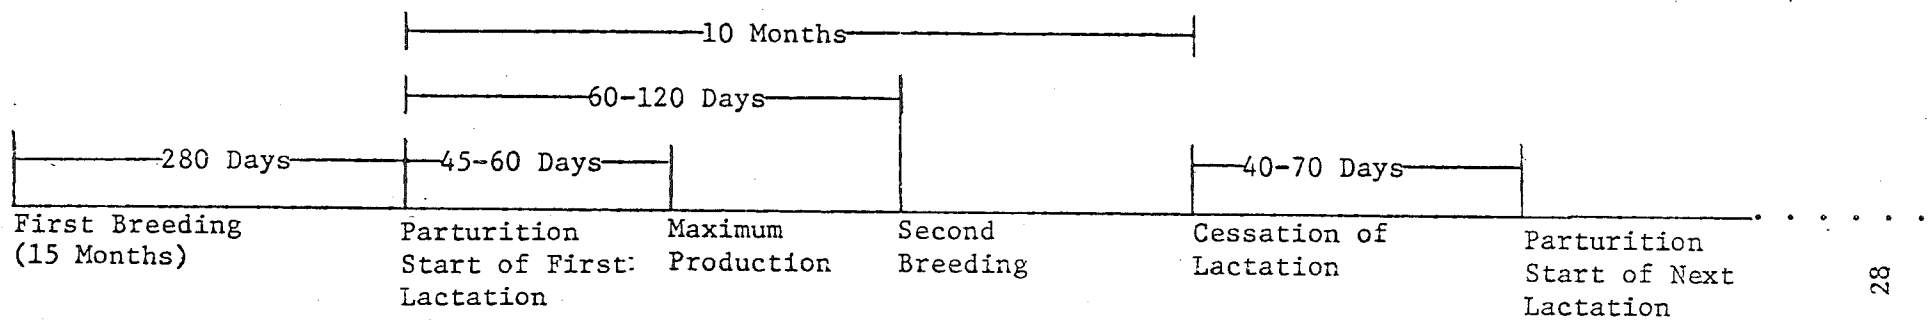 10 Months
60-120 Days
280 Days
45-60 Days
40-70 Days
First Breeding
(15 Months)
Parturition
Start of First:
Lactation
Maximum
Production
Second
Breeding
Cessation of
Lactation
Parturition
Start of Next
Lactation
28